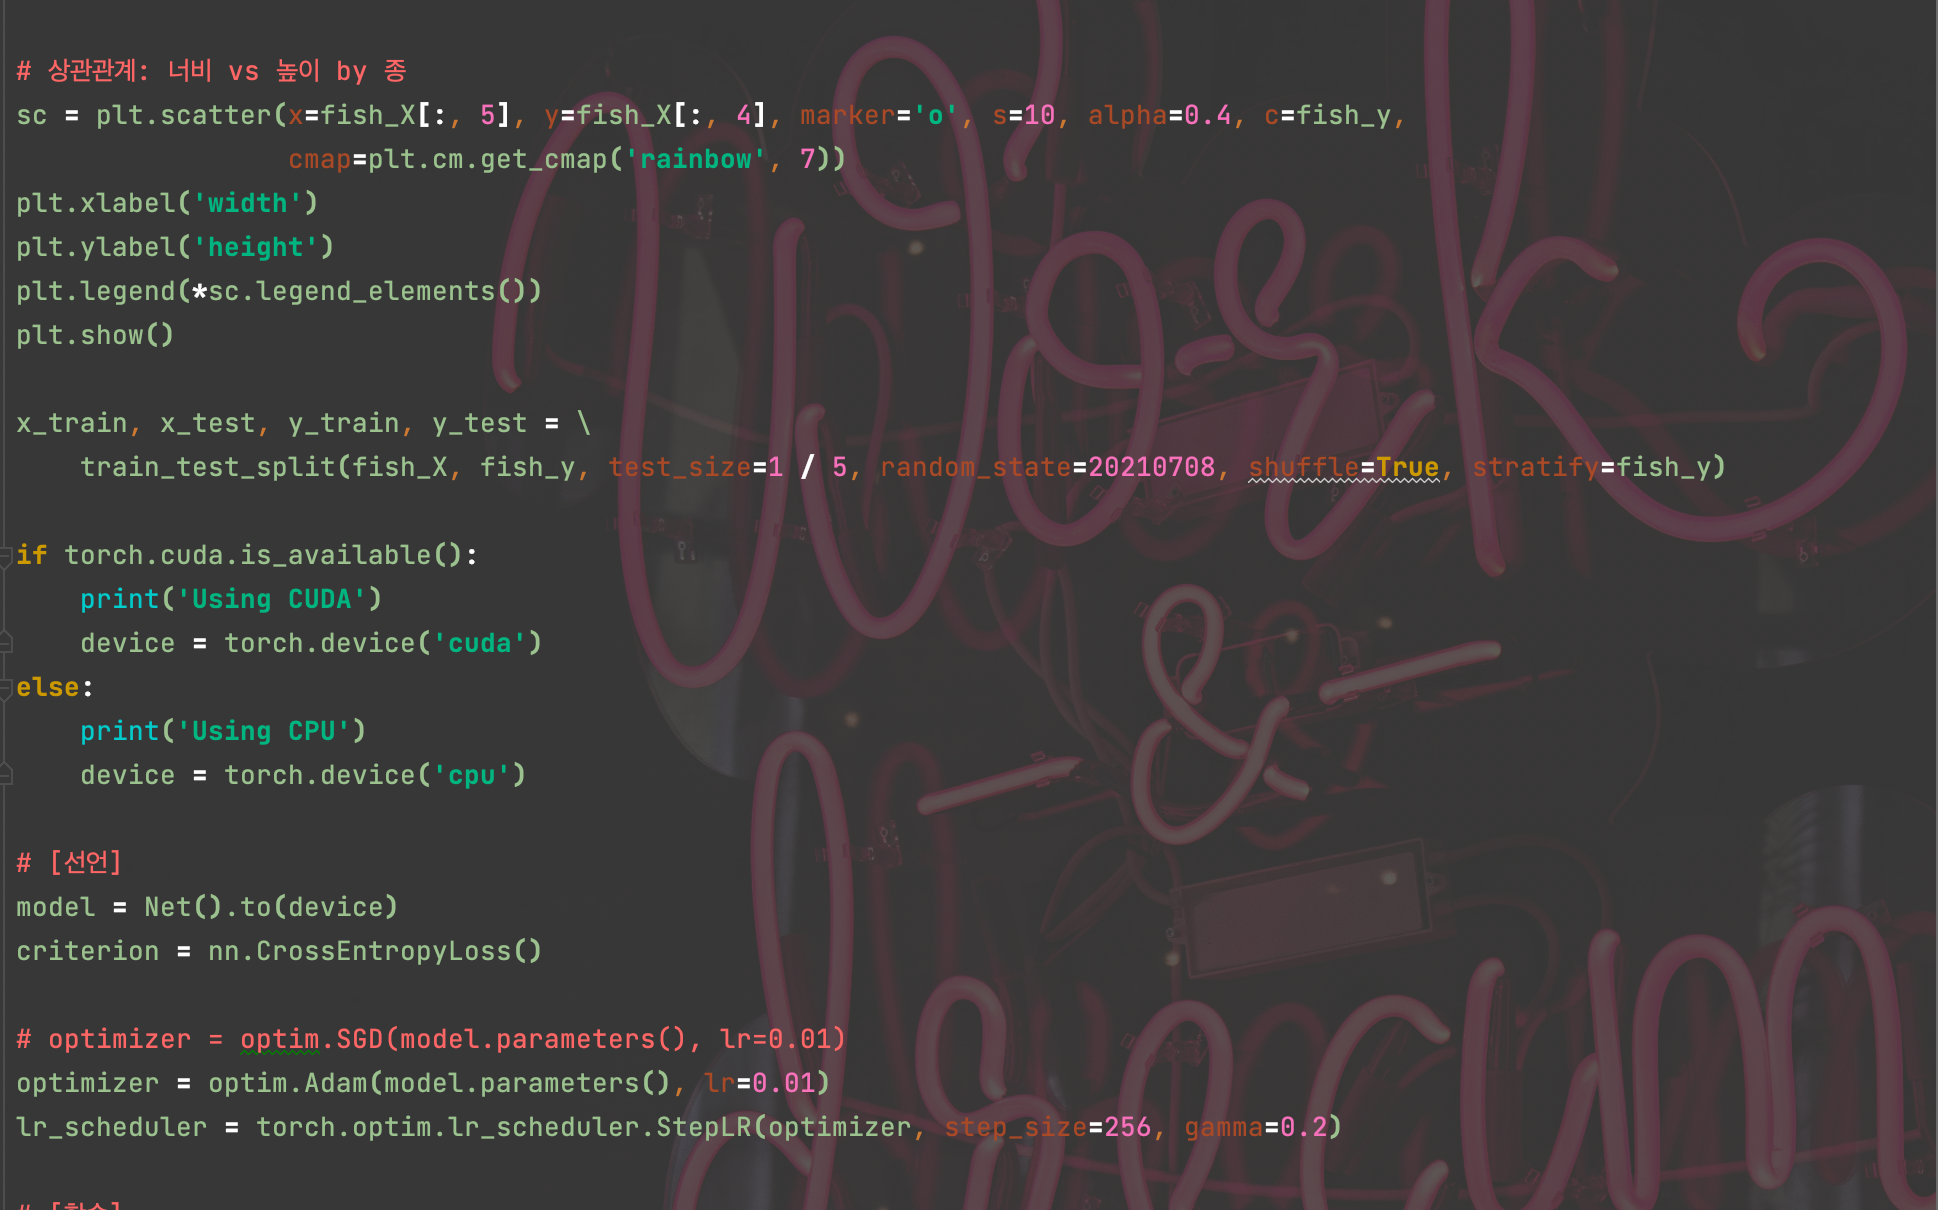 # 상관관계: 너비 vs 높이 by 종
sc = plt.scatter(x=fish_X[:, 5], y=fish_X[:, 4], marker='o', s=10, alpha=0.4, c=fish_y,
                 cmap=plt.cm.get_cmap('rainbow', 7))
plt.xlabel('width')
plt.ylabel('height')
plt.legend(*sc.legend_elements())
plt.show()

x_train, x_test, y_train, y_test = \
    train_test_split(fish_X, fish_y, test_size=1 / 5, random_state=20210708, shuffle=True, stratify=fish_y)

if torch.cuda.is_available():
    print('Using CUDA')
    device = torch.device('cuda')
else:
    print('Using CPU')
    device = torch.device('cpu')

# [선언]
model = Net().to(device)
criterion = nn.CrossEntropyLoss()

# optimizer = optim.SGD(model.parameters(), lr=0.01)
optimizer = optim.Adam(model.parameters(), lr=0.01)
lr_scheduler = torch.optim.lr_scheduler.StepLR(optimizer, step_size=256, gamma=0.2)
Work
&
dream